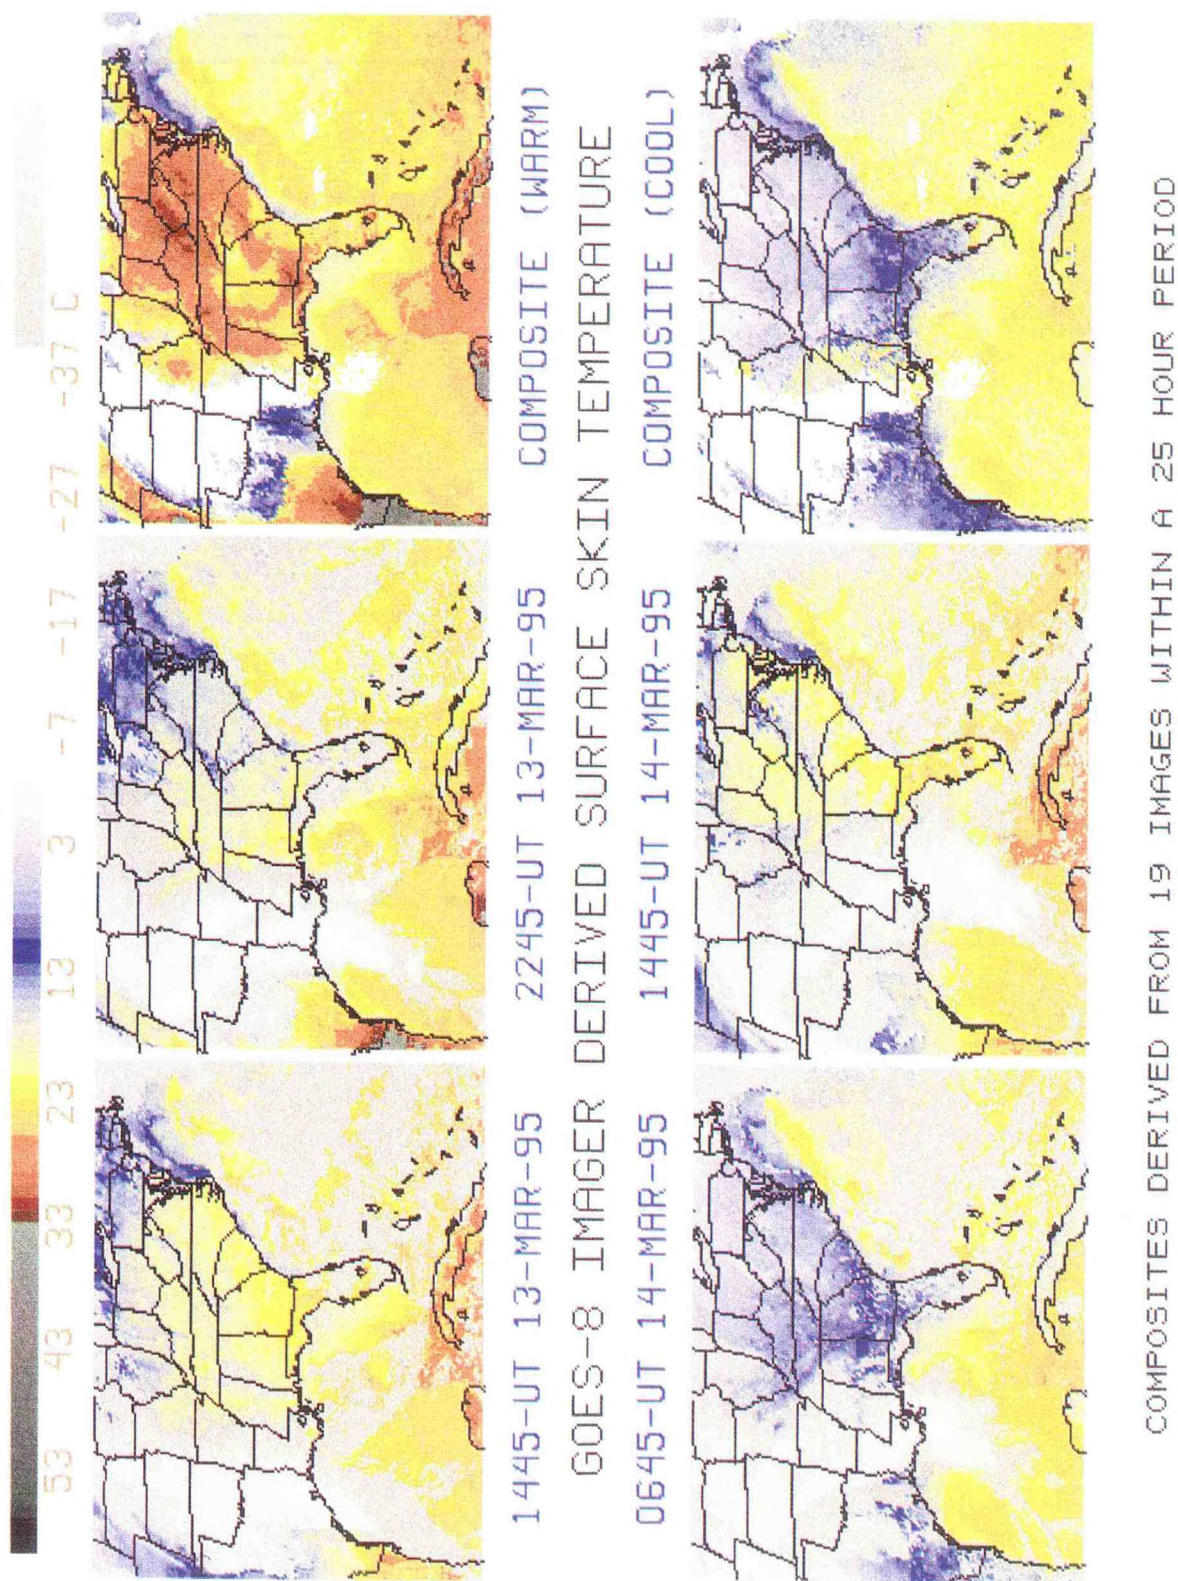 53 43 33 23 13 3 -7 -17 -27 -37 C
1445-UT 13-MAR-95 2245-UT 13-MAR-95 COMPOSITE (WARM)
GOES-8 IMAGER DERIVED SURFACE SKIN TEMPERATURE
0645-UT 14-MAR-95 1445-UT 14-MAR-95 COMPOSITE (COOL)
COMPOSITES DERIVED FROM 19 IMAGES WITHIN A 25 HOUR PERIOD